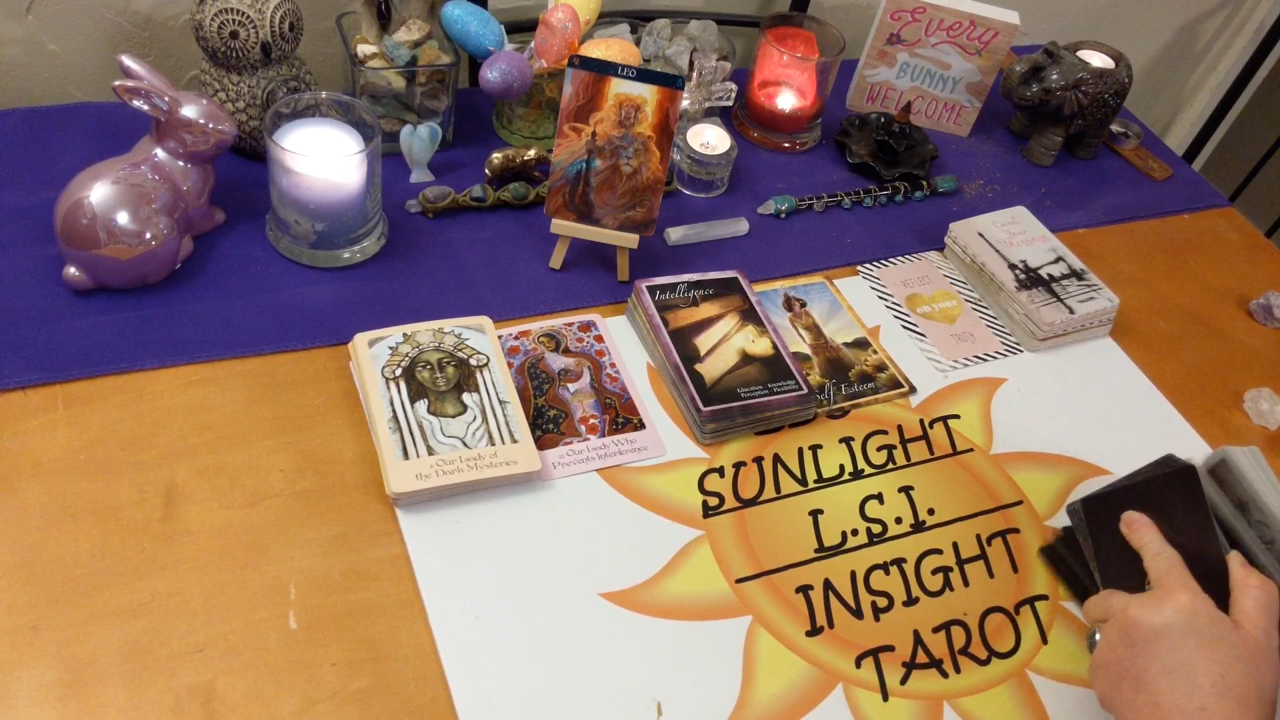 Every
BUNNY
WELCOME
LEO
Intelligence
Education · Knowledge
Perception · Flexibility
Self-Esteem
REFLECT
on your
TRUTH
Our Lady of
the Dark Mysteries
Our Lady Who
Prevents Interference
SUNLIGHT
L.S.I.
INSIGHT
TAROT